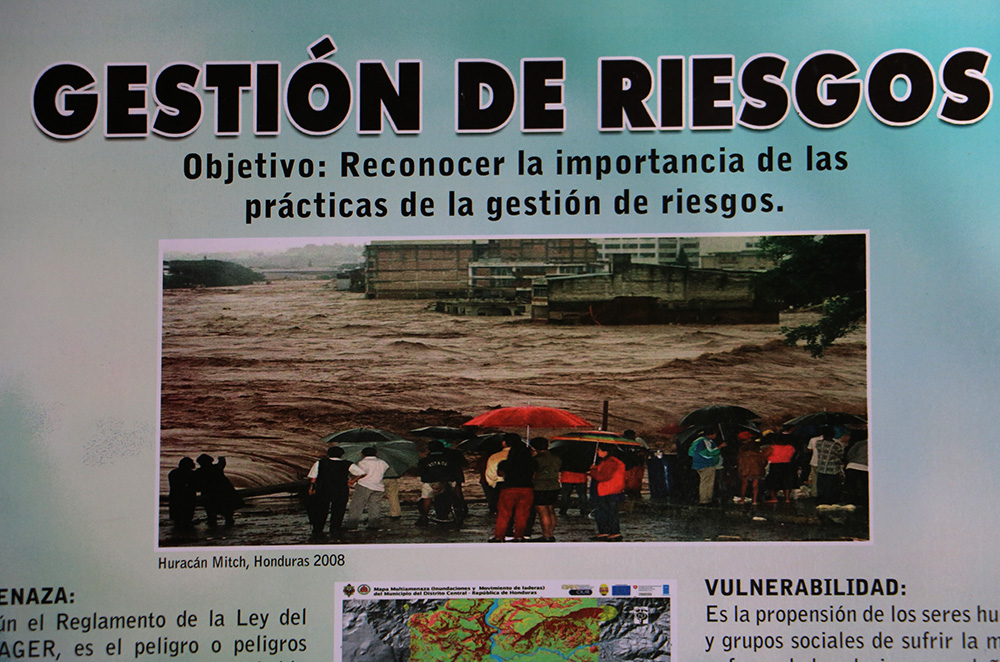 GESTIÓN DE RIESGOS
Objetivo: Reconocer la importancia de las
prácticas de la gestión de riesgos.
Huracán Mitch, Honduras 2008
ENAZA:
ún el Reglamento de la Ley del
AGER, es el peligro o peligros
Mapa Multiamenaza (Inundaciones y Movimiento de laderas)
del Municipio del Distrito Central - República de Honduras
VULNERABILIDAD:
Es la propensión de los seres hu
y grupos sociales de sufrir la m